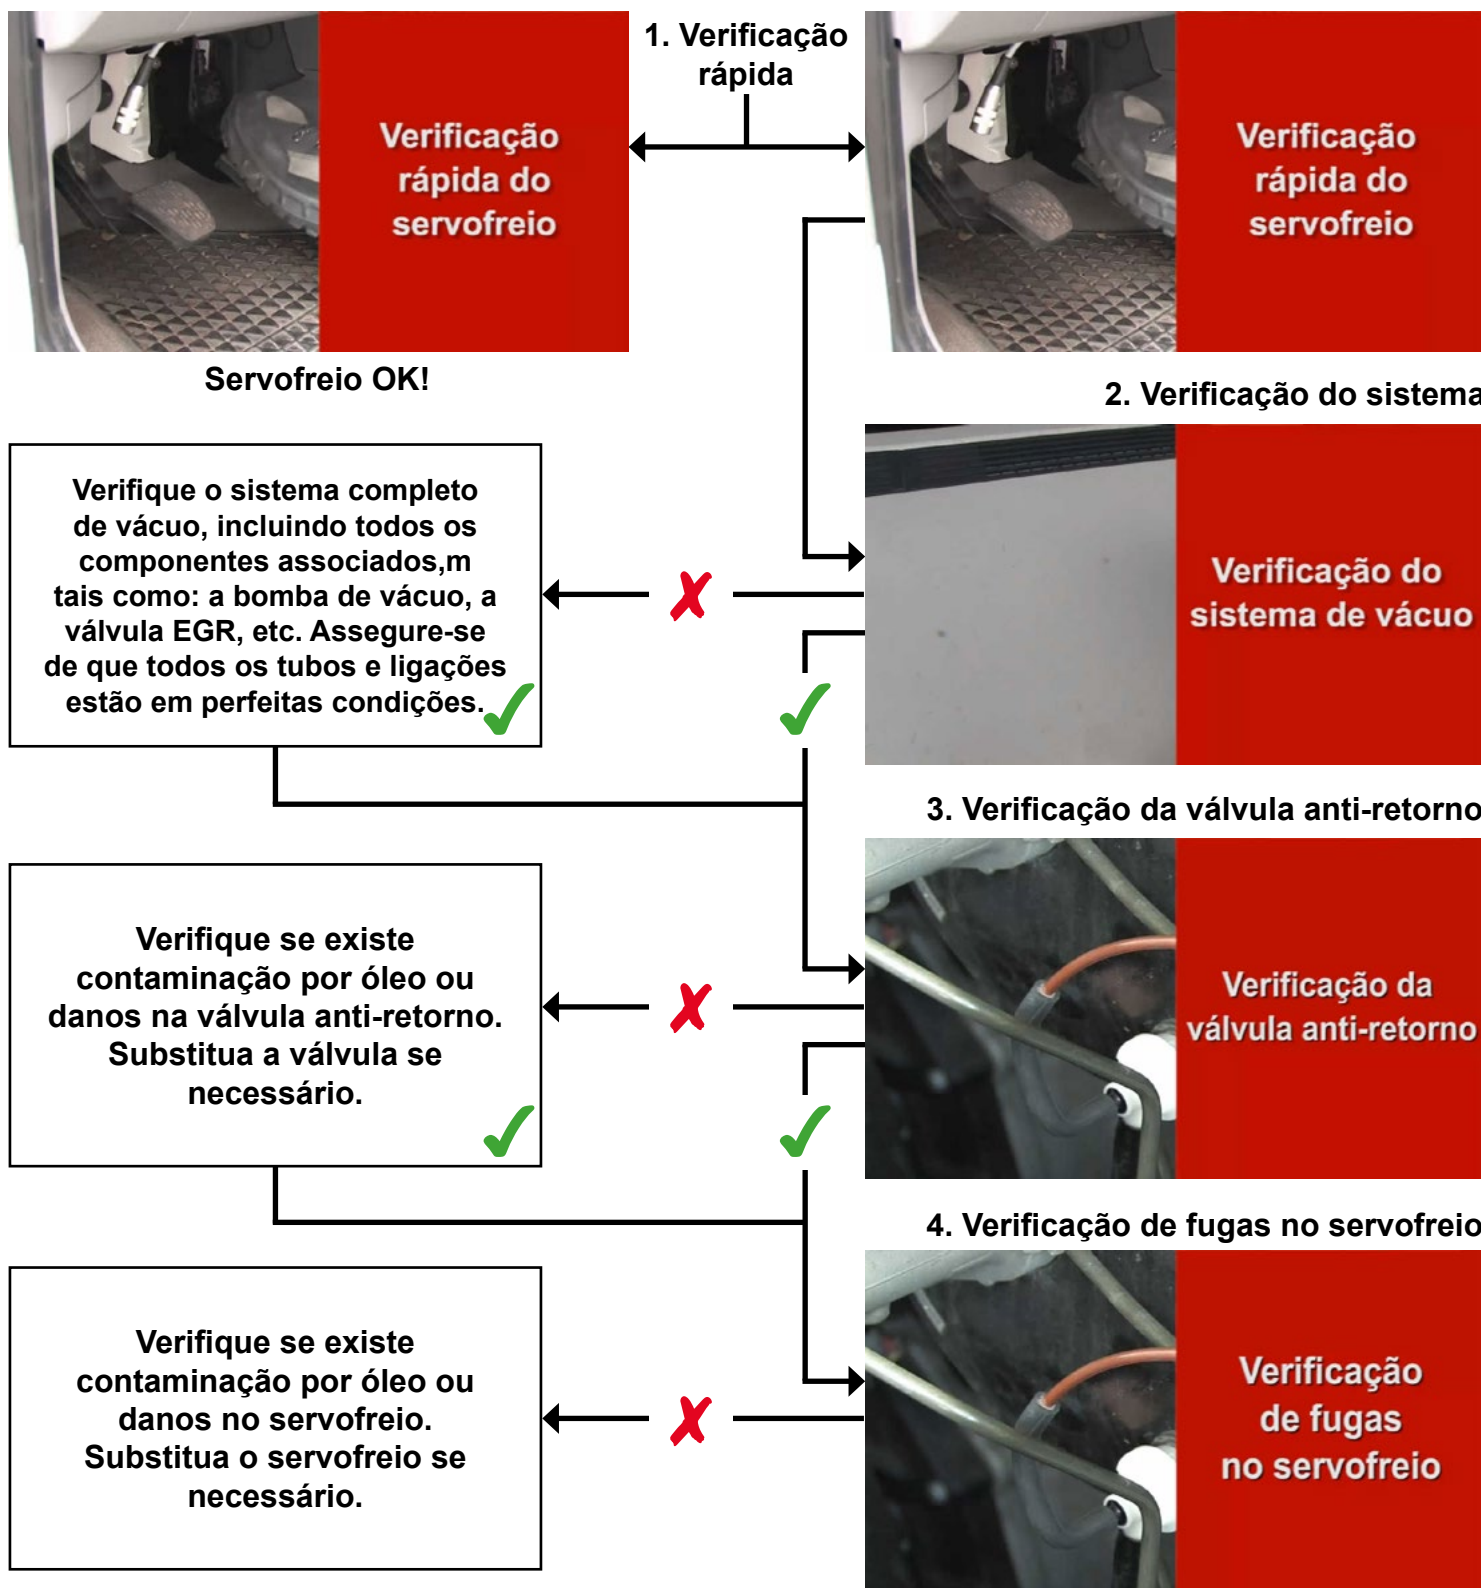 1. Verificação
rápida
Verificação
rápida do
servofreio
Verificação
rápida do
servofreio
Servofreio OK!
2. Verificação do sistema
Verifique o sistema completo
de vácuo, incluindo todos os
componentes associados,m
tais como: a bomba de vácuo, a
válvula EGR, etc. Assegure-se
de que todos os tubos e ligações
estão em perfeitas condições.
Verificação do
sistema de vácuo
3. Verificação da válvula anti-retorno
Verifique se existe
contaminação por óleo ou
danos na válvula anti-retorno.
Substitua a válvula se
necessário.
Verificação da
válvula anti-retorno
4. Verificação de fugas no servofreio
Verifique se existe
contaminação por óleo ou
danos no servofreio.
Substitua o servofreio se
necessário.
Verificação
de fugas
no servofreio